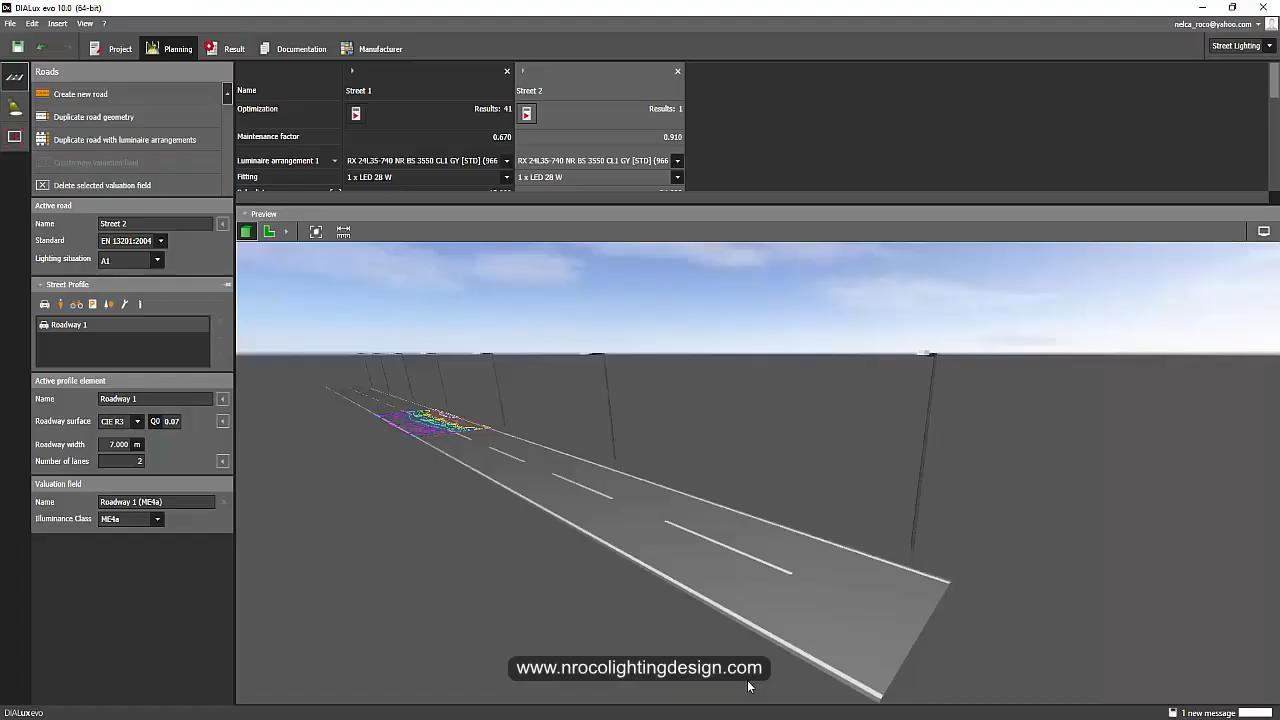 DIALux evo 10.0 (64-bit)
File Edit Insert View ?
nelca_roco@yahoo.com
Project Planning Result Documentation Manufacturer
Street Lighting
Roads
Create new road
Duplicate road geometry
Duplicate road with luminaire arrangements
Create new valuation field
Delete selected valuation field
Active road
Name Street 2
Standard EN 13201:2004
Lighting situation A1
Street Profile
Roadway 1
Active profile element
Name Roadway 1
Roadway surface CIE R3 Q0 0.07
Roadway width 7.000 m
Number of lanes 2
Valuation field
Name Roadway 1 (ME4a)
Illuminance Class ME4a
Name Street 1 Street 2
Optimization Results: 41 Results: 1
Maintenance factor 0.670 0.910
Luminaire arrangement 1 RX 24L35-740 NR BS 3550 CL1 GY [STD] (966 RX 24L35-740 NR BS 3550 CL1 GY [STD] (966
Fitting 1 x LED 28 W 1 x LED 28 W
Preview
www.nrocolightingdesign.com
DIALux evo
1 new message